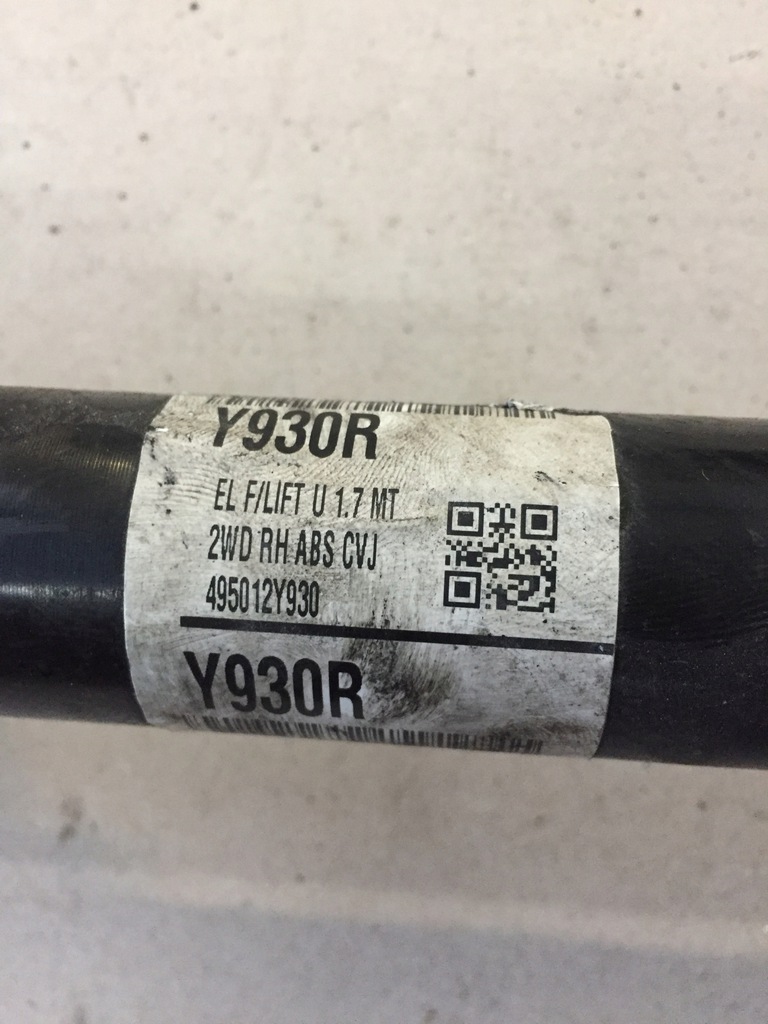 Y930R
EL F/LIFT U 1.7 MT
2WD RH ABS CVJ
495012Y930
Y930R